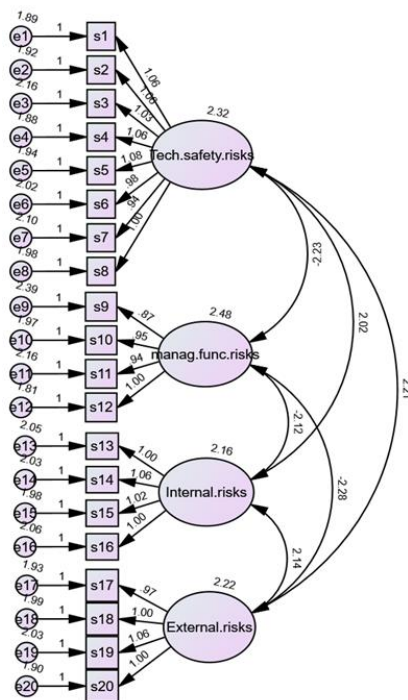 1.89
e1 1 s1
1.92
e2 1 s2
2.16
e3 1 s3
1.88
e4 1 s4
1.94
e5 1 s5
2.02
e6 1 s6
2.10
e7 1 s7
1.98
e8 1 s8
1.06
1.03
1.06
1.08
.98
.94
1.00
2.32
Tech.safety.risks
2.39
e9 1 s9
1.97
e10 1 s10
2.16
e11 1 s11
1.81
e12 1 s12
.87
.95
.94
1.00
2.48
manag.func.risks
2.05
e13 1 s13
2.03
e14 1 s14
1.98
e15 1 s15
2.06
e16 1 s16
1.00
1.06
1.02
1.00
2.16
Internal.risks
1.93
e17 1 s17
1.99
e18 1 s18
2.03
e19 1 s19
1.90
e20 1 s20
.97
1.00
1.06
1.00
2.22
External.risks
-2.23
2.02
-2.12
-2.28
2.14